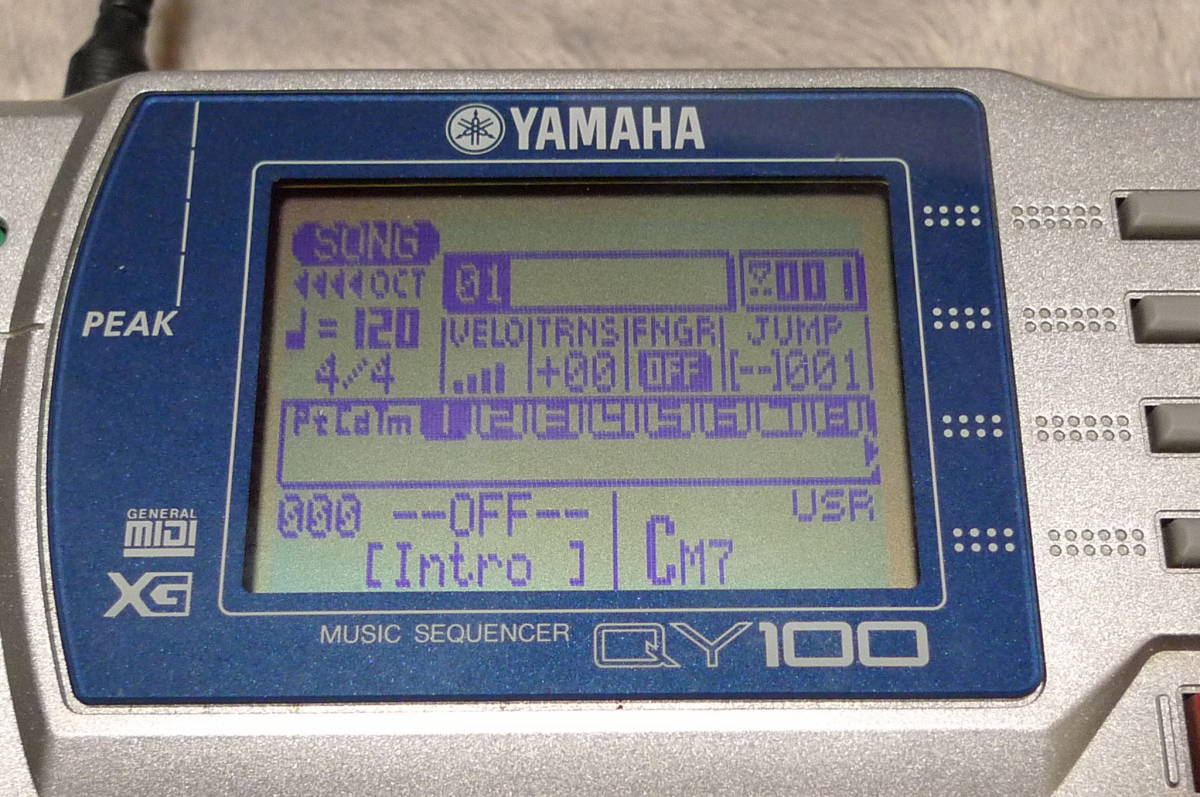 YAMAHA
PEAK
SONG
OCT
01
001
♩=120
VELO TRNS FNGR JUMP
4/4
+00 OFF [--]001
PtCdTm 1 2 3 4 5 6 7 8
000 --OFF--
USR
[Intro ]
CM7
GENERAL
MIDI
XG
MUSIC SEQUENCER QY100